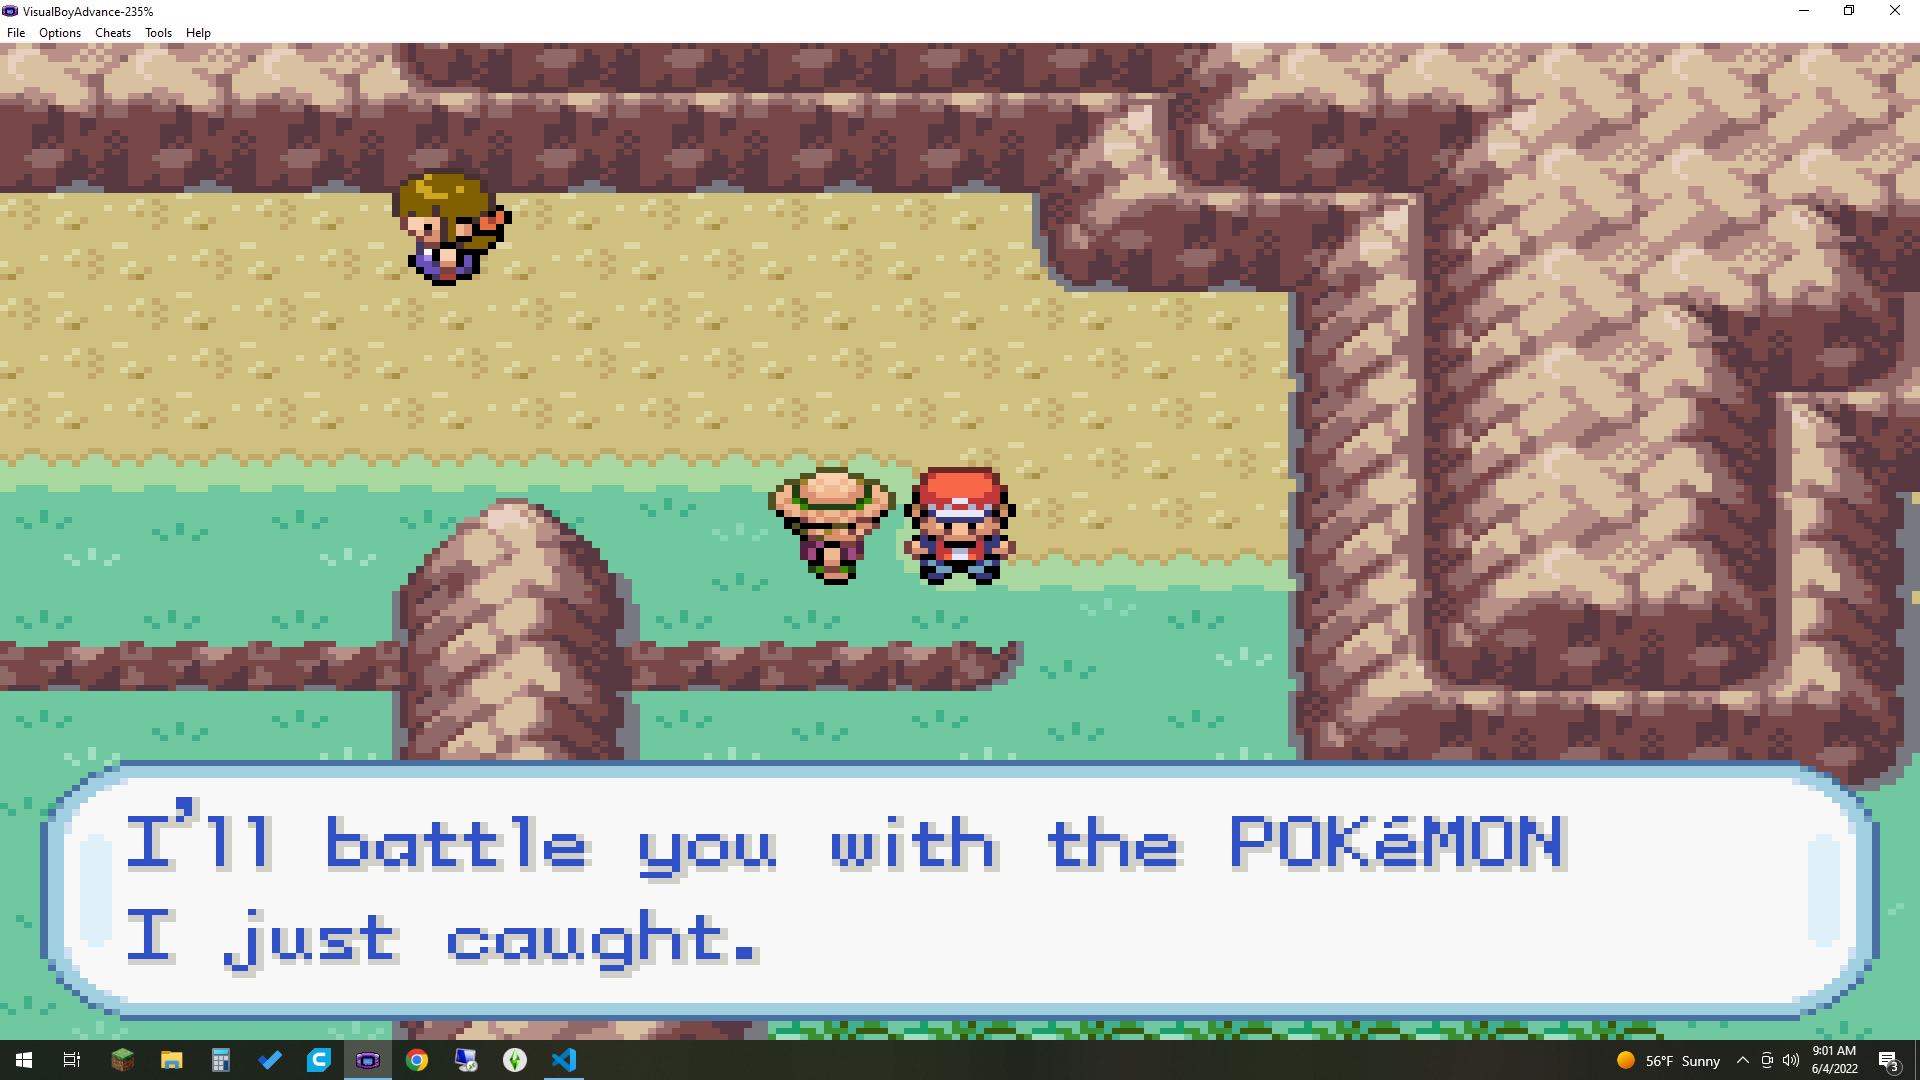 VisualBoyAdvance-235%
File Options Cheats Tools Help
I'll battle you with the POKéMON
I just caught.
56°F Sunny
9:01 AM
6/4/2022
3